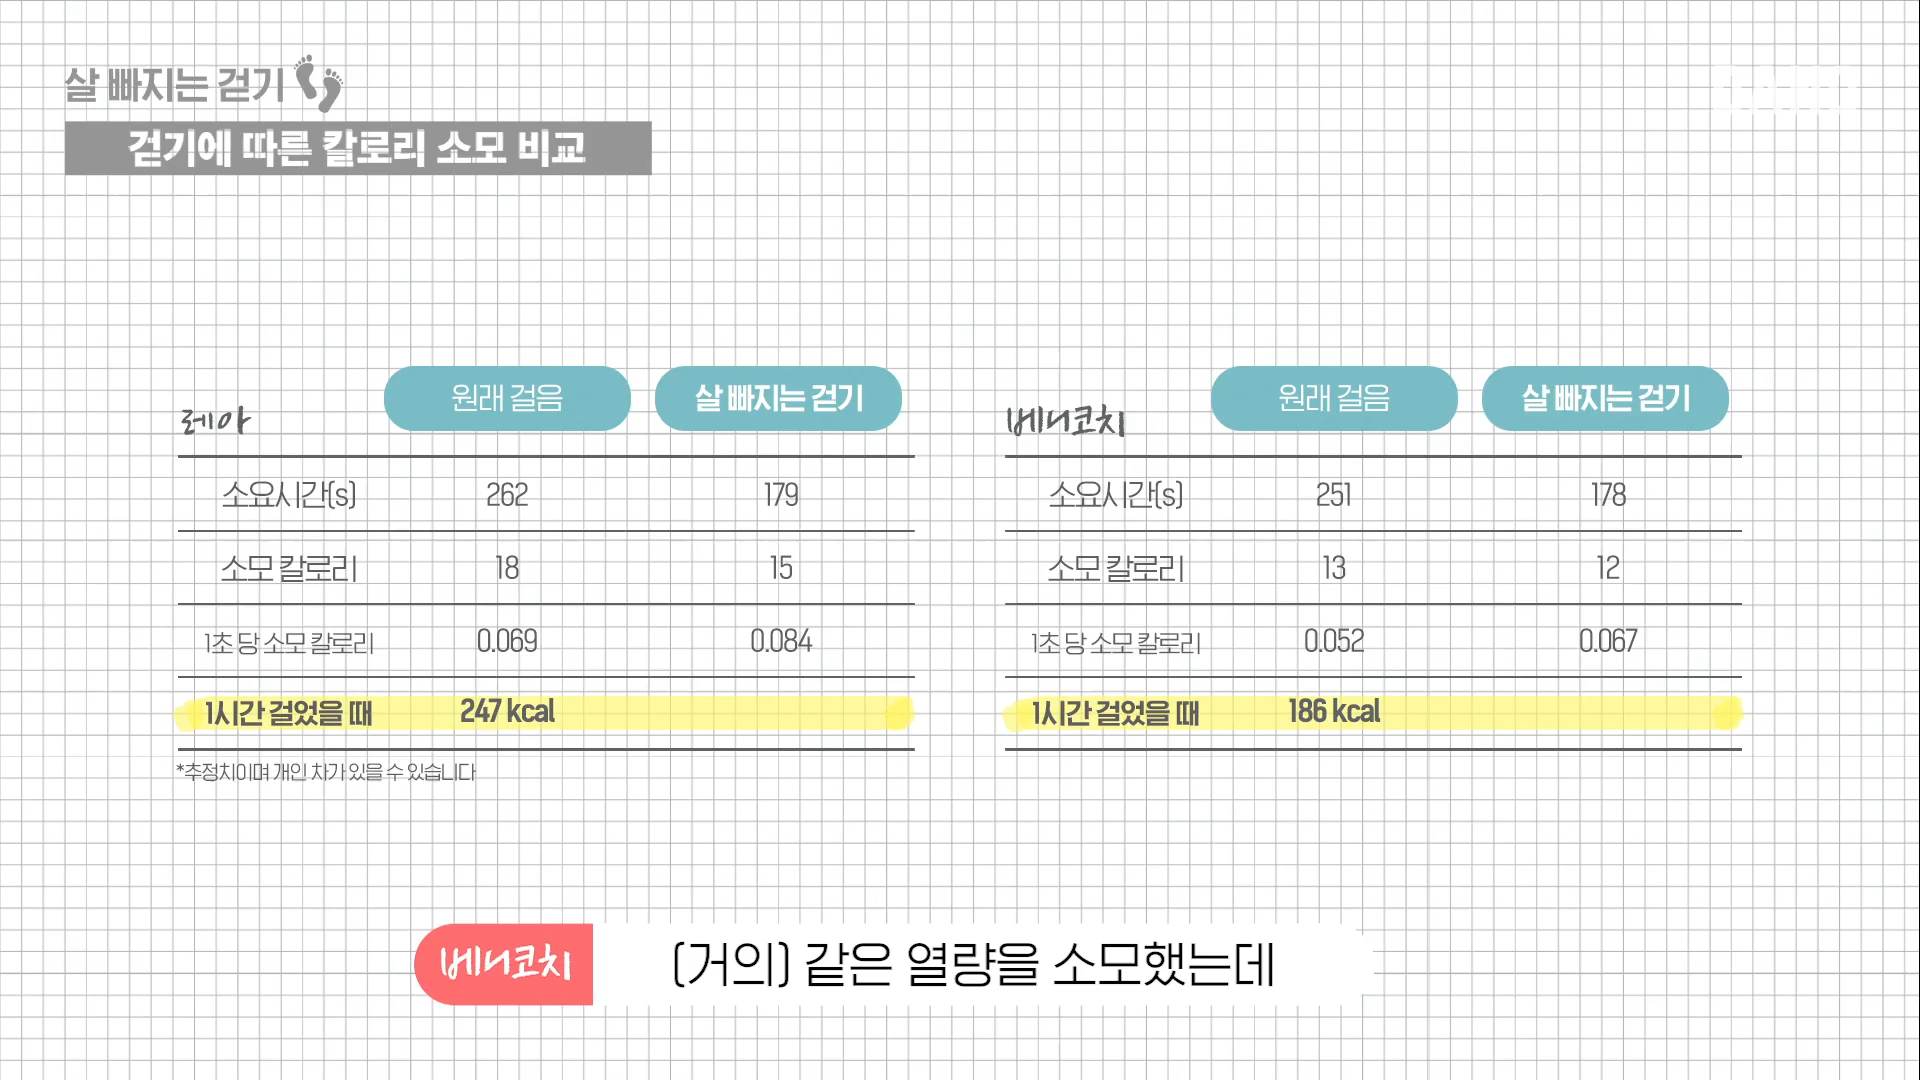 살 빠지는 걷기
걷기에 따른 칼로리 소모 비교
레아 원래 걸음 살 빠지는 걷기
소요시간(s) 262 179
소모 칼로리 18 15
1초 당 소모 칼로리 0.069 0.084
1시간 걸었을 때 247 kcal
*추정치이며 개인 차가 있을 수 있습니다
베니코치 원래 걸음 살 빠지는 걷기
소요시간(s) 251 178
소모 칼로리 13 12
1초 당 소모 칼로리 0.052 0.067
1시간 걸었을 때 186 kcal
베니코치 (거의) 같은 열량을 소모했는데